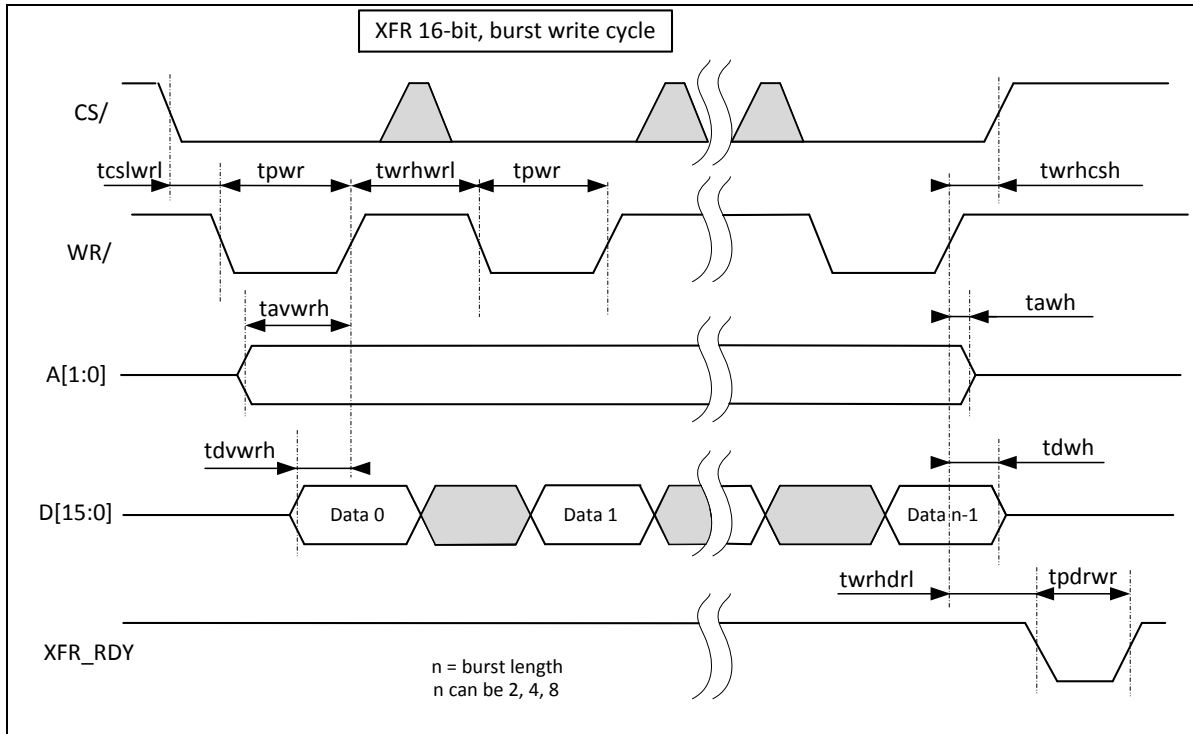 XFR 16-bit, burst write cycle
CS/
tcslwrl tpwr twrhwrl tpwr twrhcsh
WR/
tavwrh tawh
A[1:0]
tdvwrh tdwh
D[15:0] Data 0 Data 1 Data n-1
twrhdrl tpdrwr
XFR_RDY
n = burst length
n can be 2, 4, 8